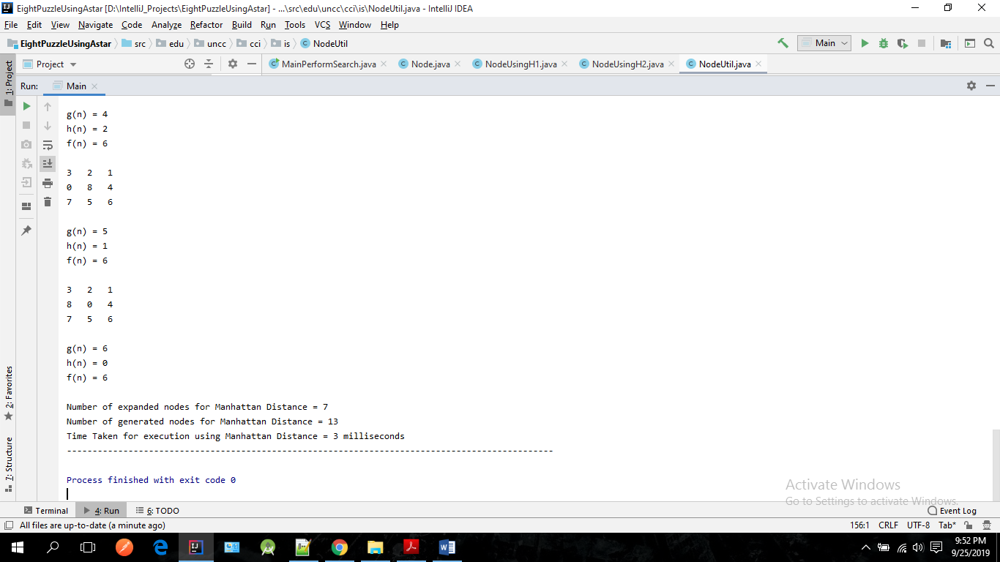 EightPuzzleUsingAstar [D:\IntelliJ_Projects\EightPuzzleUsingAstar] - ...\src\edu\uncc\cci\is\NodeUtil.java - IntelliJ IDEA
File Edit View Navigate Code Analyze Refactor Build Run Tools VCS Window Help
EightPuzzleUsingAstar src edu uncc cci is NodeUtil Main
1: Project
Project MainPerformSearch.java Node.java NodeUsingH1.java NodeUsingH2.java NodeUtil.java
Run: Main
g(n) = 4
h(n) = 2
f(n) = 6
3 2 1
0 8 4
7 5 6
g(n) = 5
h(n) = 1
f(n) = 6
3 2 1
8 0 4
7 5 6
g(n) = 6
h(n) = 0
f(n) = 6
2: Favorites
7: Structure
Number of expanded nodes for Manhattan Distance = 7
Number of generated nodes for Manhattan Distance = 13
Time Taken for execution using Manhattan Distance = 3 milliseconds
-----------------------------------------------------------------------------------------------
Process finished with exit code 0
Activate Windows
Go to Settings to activate Windows.
Terminal 4: Run 6: TODO Event Log
All files are up-to-date (a minute ago) 156:1 CRLF UTF-8 Tab*
9:52 PM
9/25/2019